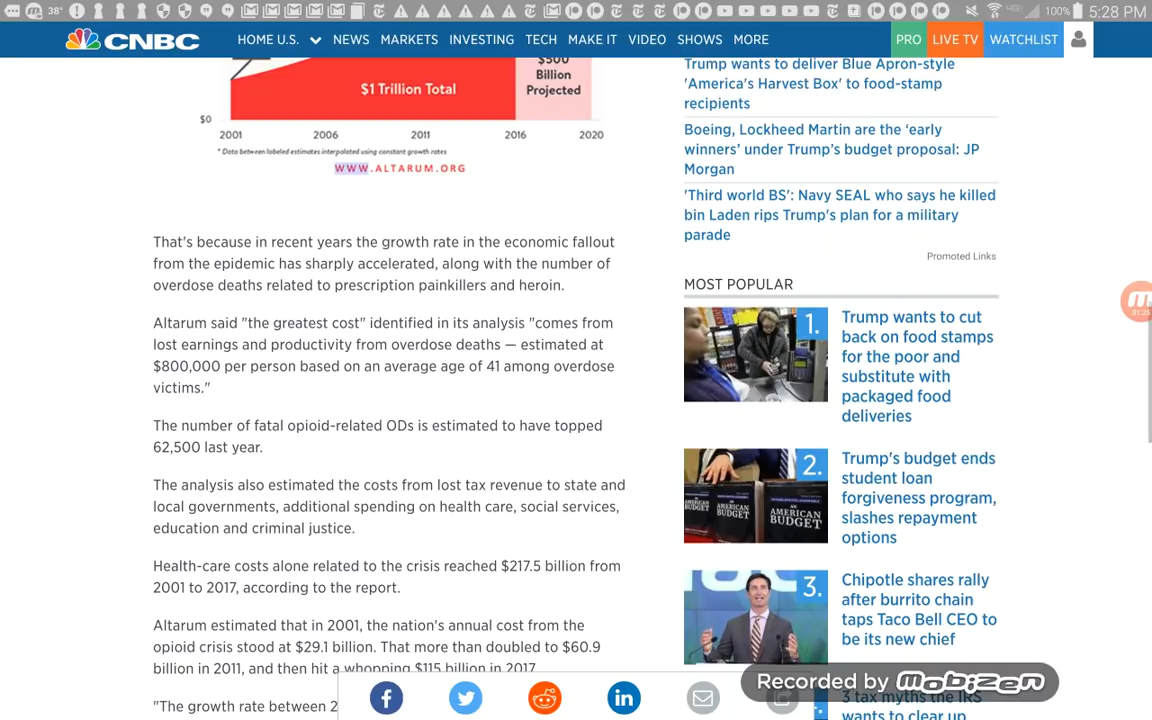 38°
100%
5:28 PM
CNBC
HOME U.S.
NEWS
MARKETS
INVESTING
TECH
MAKE IT
VIDEO
SHOWS
MORE
PRO
LIVE TV
WATCHLIST
$500
Billion
Projected
$1 Trillion Total
$0
2001
2006
2011
2016
2020
* Data between labeled estimates interpolated using constant growth rates
WWW.ALTARUM.ORG
That's because in recent years the growth rate in the economic fallout
from the epidemic has sharply accelerated, along with the number of
overdose deaths related to prescription painkillers and heroin.
Altarum said "the greatest cost" identified in its analysis "comes from
lost earnings and productivity from overdose deaths — estimated at
$800,000 per person based on an average age of 41 among overdose
victims."
The number of fatal opioid-related ODs is estimated to have topped
62,500 last year.
The analysis also estimated the costs from lost tax revenue to state and
local governments, additional spending on health care, social services,
education and criminal justice.
Health-care costs alone related to the crisis reached $217.5 billion from
2001 to 2017, according to the report.
Altarum estimated that in 2001, the nation's annual cost from the
opioid crisis stood at $29.1 billion. That more than doubled to $60.9
billion in 2011, and then hit a whopping $115 billion in 2017.
"The growth rate between 2
Trump wants to deliver Blue Apron-style
'America's Harvest Box' to food-stamp
recipients
Boeing, Lockheed Martin are the ‘early
winners’ under Trump’s budget proposal: JP
Morgan
'Third world BS': Navy SEAL who says he killed
bin Laden rips Trump's plan for a military
parade
Promoted Links
MOST POPULAR
1.
Trump wants to cut
back on food stamps
for the poor and
substitute with
packaged food
deliveries
2.
AMERICAN
BUDGET
Trump's budget ends
student loan
forgiveness program,
slashes repayment
options
3.
Chipotle shares rally
after burrito chain
taps Taco Bell CEO to
be its new chief
3 tax myths the IRS
wants to clear up
Recorded by mobizen